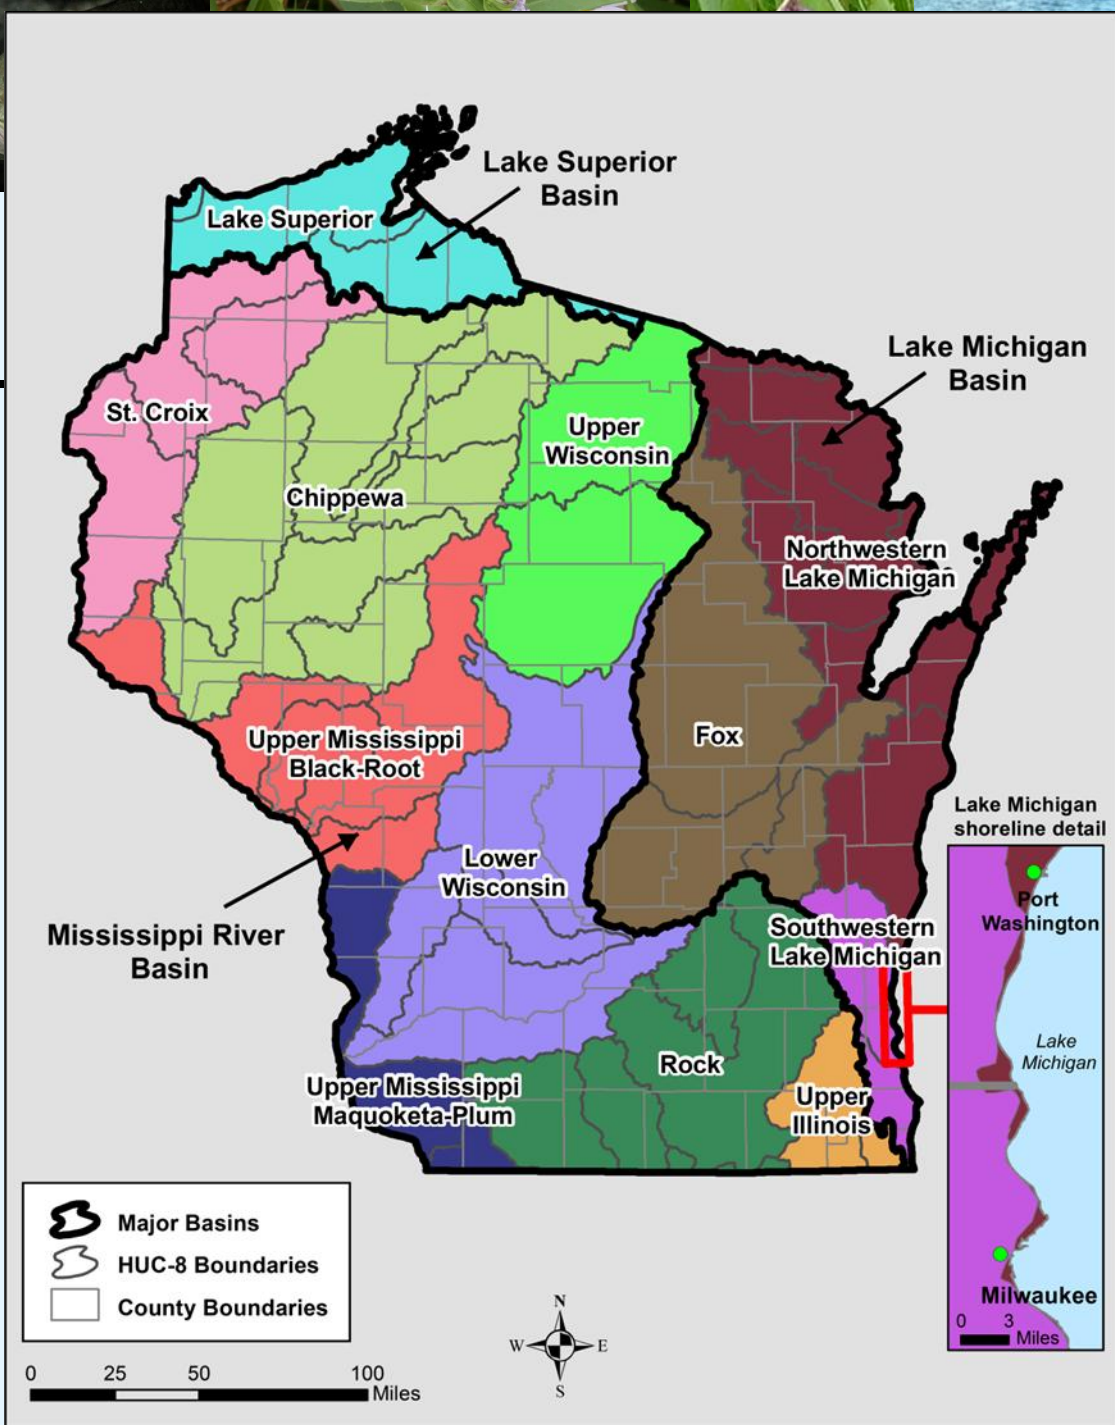 Lake Superior
Basin
Lake Superior
Lake Michigan
Basin
St. Croix
Upper
Wisconsin
Chippewa
Northwestern
Lake Michigan
Fox
Upper Mississippi
Black-Root
Lake Michigan
shoreline detail
Lower
Wisconsin
Port
Washington
Mississippi River
Basin
Southwestern
Lake Michigan
Lake
Michigan
Rock
Upper Mississippi
Maquoketa-Plum
Upper
Illinois
Major Basins
HUC-8 Boundaries
County Boundaries
Milwaukee
0 3
Miles
N
W E
S
0 25 50 100
Miles